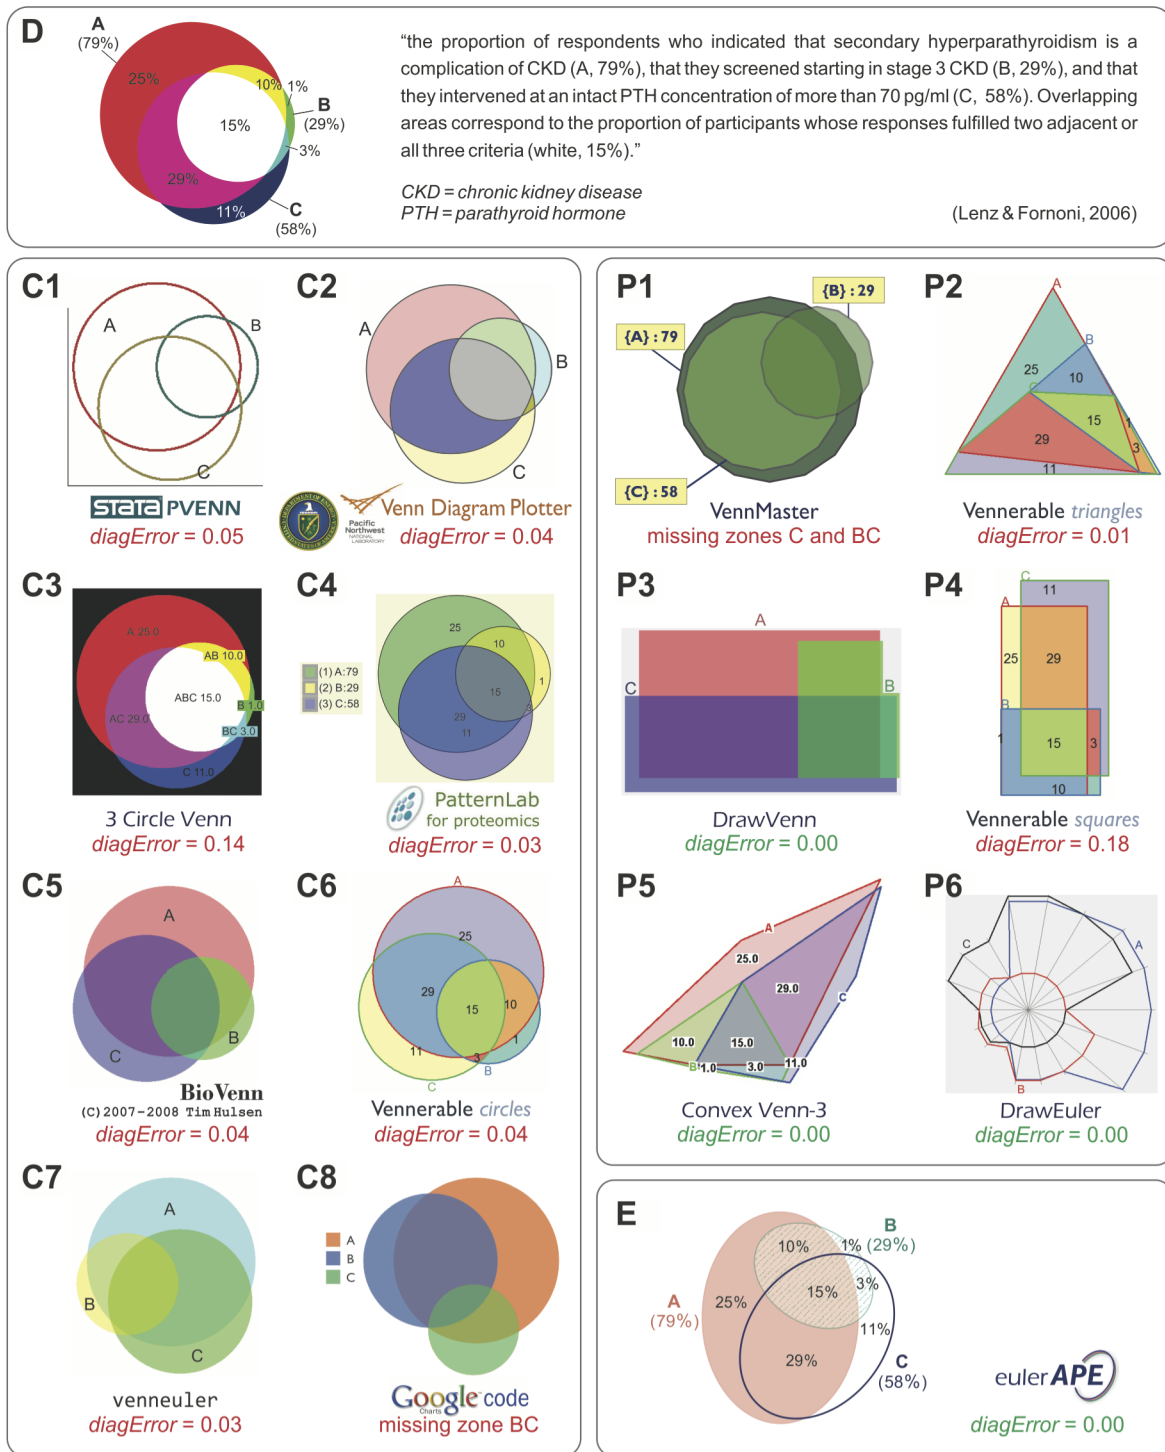 D
A
(79%)
25%
10%
1%
B
(29%)
15%
3%
29%
11%
C
(58%)
“the proportion of respondents who indicated that secondary hyperparathyroidism is a
complication of CKD (A, 79%), that they screened starting in stage 3 CKD (B, 29%), and that
they intervened at an intact PTH concentration of more than 70 pg/ml (C, 58%). Overlapping
areas correspond to the proportion of participants whose responses fulfilled two adjacent or
all three criteria (white, 15%).”
CKD = chronic kidney disease
PTH = parathyroid hormone
(Lenz & Fornoni, 2006)
C1
A
B
C
STATA PVENN
diagError = 0.05
C2
A
B
C
Pacific
Northwest
NATIONAL
LABORATORY
Venn Diagram Plotter
diagError = 0.04
C3
A 25.0
AB 10.0
ABC 15.0
B 1.0
AC 29.0
BC 3.0
C 11.0
3 Circle Venn
diagError = 0.14
C4
(1) A:79
(2) B:29
(3) C:58
25
10
1
15
3
29
11
PatternLab
for proteomics
diagError = 0.03
C5
A
B
C
BioVenn
(C) 2007-2008 Tim Hulsen
diagError = 0.04
C6
A
25
29
15
10
1
11
3
B
C
Vennerable circles
diagError = 0.04
C7
A
B
C
venneuler
diagError = 0.03
C8
A
B
C
Google code
Charts
missing zone BC
P1
{B} : 29
{A} : 79
{C} : 58
VennMaster
missing zones C and BC
P2
A
B
25
10
C
15
1
29
3
11
Vennerable triangles
diagError = 0.01
P3
A
C
B
DrawVenn
diagError = 0.00
P4
C
11
A
25
29
B
1
15
3
10
Vennerable squares
diagError = 0.18
P5
A
25.0
29.0
C
10.0
15.0
B
1.0
3.0
11.0
Convex Venn-3
diagError = 0.00
P6
C
A
B
DrawEuler
diagError = 0.00
E
B
(29%)
10%
1%
15%
3%
25%
A
(79%)
11%
29%
C
(58%)
eulerAPE
diagError = 0.00